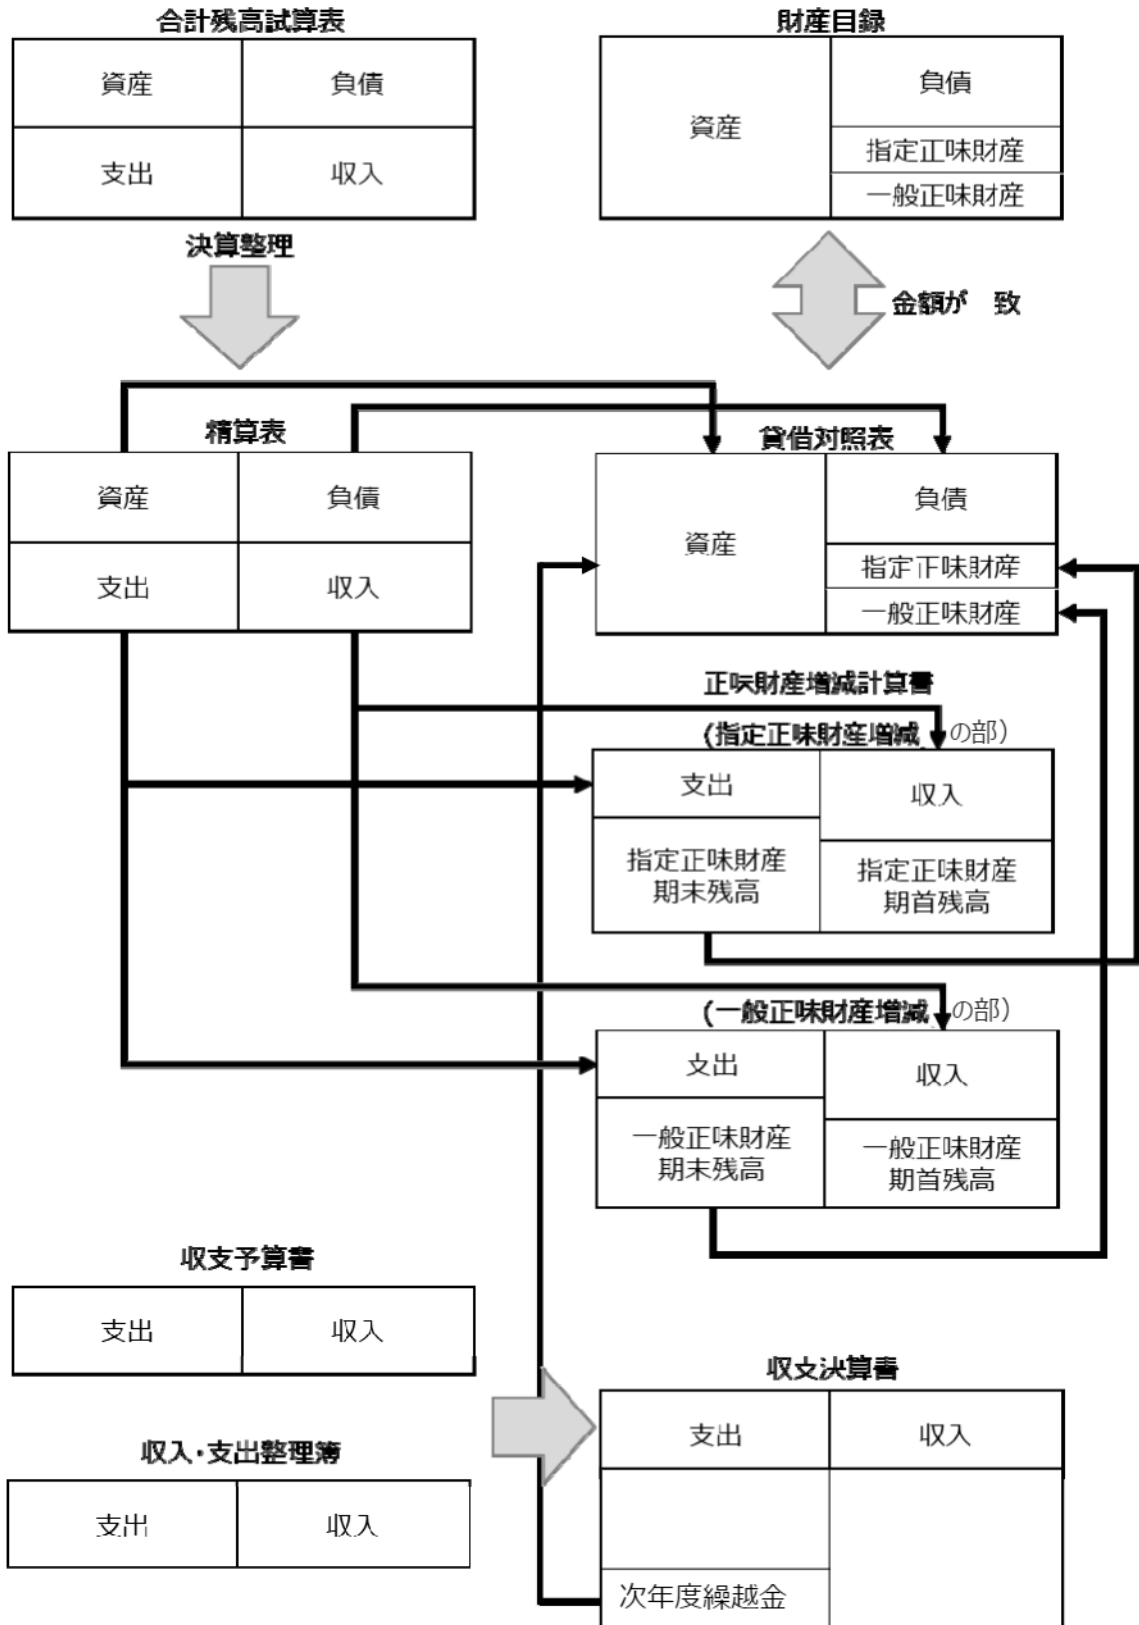 合計残高試算表
資産
負債
支出
収入
財産目録
資産
負債
指定正味財産
一般正味財産
決算整理
金額が 致
精算表
資産
負債
支出
収入
貸借対照表
資産
負債
指定正味財産
一般正味財産
正味財産増減計算書
(指定正味財産増減 の部)
支出
収入
指定正味財産
期末残高
指定正味財産
期首残高
(一般正味財産増減 の部)
支出
収入
一般正味財産
期末残高
一般正味財産
期首残高
収支予算書
支出
収入
収入・支出整理簿
支出
収入
収支決算書
支出
収入
次年度繰越金